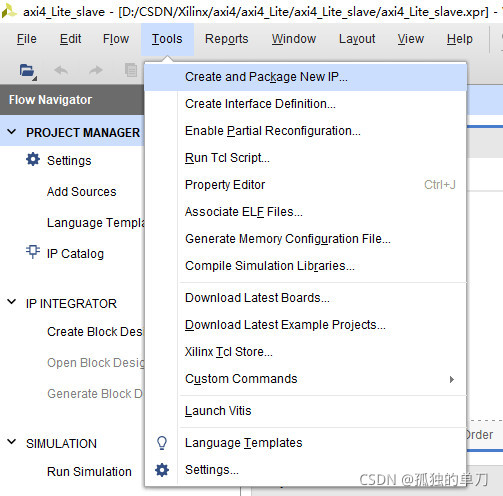 axi4_Lite_slave - [D:/CSDN/Xilinx/axi4/axi4_Lite/axi4_Lite_slave/axi4_Lite_slave.xpr] -
File Edit Flow Tools Reports Window Layout View Help
Flow Navigator
PROJECT MANAGER
Settings
Add Sources
Language Templa
IP Catalog
IP INTEGRATOR
Create Block Desi
Open Block Desig
Generate Block D
SIMULATION
Run Simulation
Create and Package New IP...
Create Interface Definition...
Enable Partial Reconfiguration...
Run Tcl Script...
Property Editor Ctrl+J
Associate ELF Files...
Generate Memory Configuration File...
Compile Simulation Libraries...
Download Latest Boards...
Download Latest Example Projects...
Xilinx Tcl Store...
Custom Commands
Launch Vitis
Language Templates
Settings...
Order
CSDN @孤独的单刀